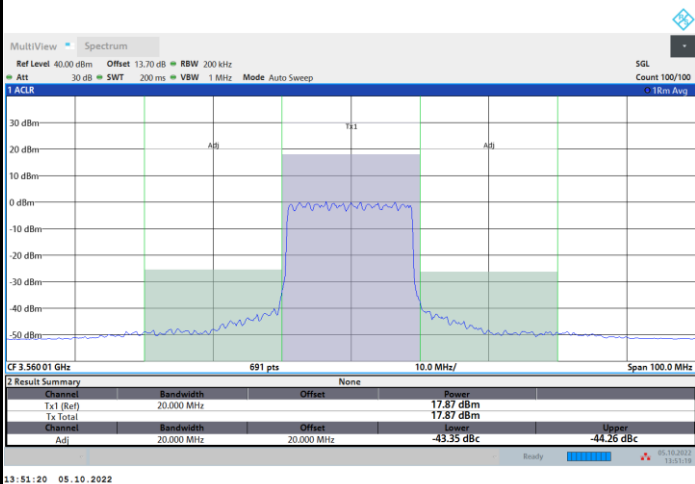 MultiView Spectrum
Ref Level 40.00 dBm Offset 13.70 dB RBW 200 kHz SGL
Att 30 dB SWT 200 ms VBW 1 MHz Mode Auto Sweep Count 100/100
1 ACLR 1Rm Avg
30 dBm
Tx1
20 dBm Adj Adj
10 dBm
0 dBm
-10 dBm
-20 dBm
-30 dBm
-40 dBm
-50 dBm
CF 3.56001 GHz 691 pts 10.0 MHz/ Span 100.0 MHz
2 Result Summary None
Channel Bandwidth Offset Power
Tx1 (Ref) 20.000 MHz 17.87 dBm
Tx Total 17.87 dBm
Channel Bandwidth Offset Lower Upper
Adj 20.000 MHz 20.000 MHz -43.35 dBc -44.26 dBc
Ready 05.10.2022
13:51:19
13:51:20 05.10.2022